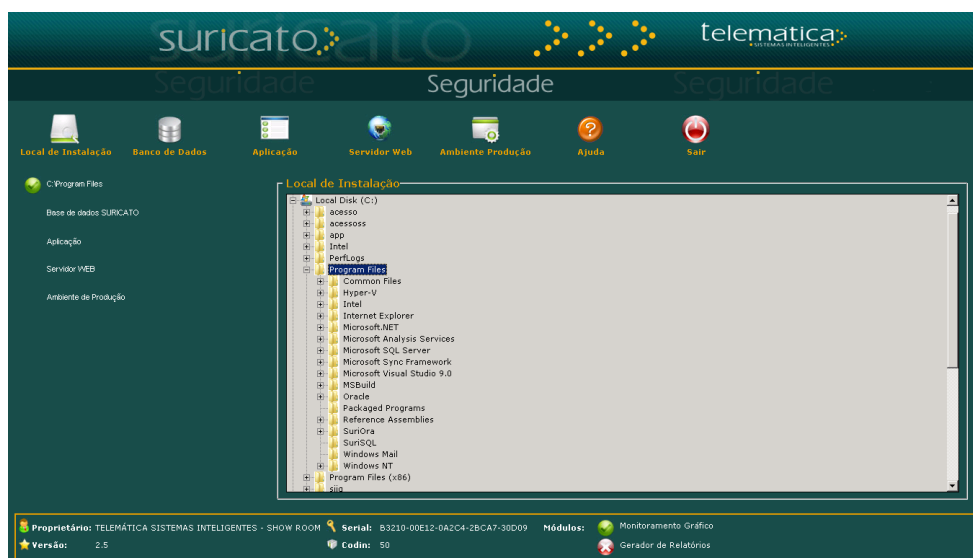 suricato
telemática
SISTEMAS INTELIGENTES
Seguridade Seguridade Seguridade
Local de Instalação Banco de Dados Aplicação Servidor Web Ambiente Produção Ajuda Sair
C:\Program Files
Base de dados SURICATO
Aplicação
Servidor WEB
Ambiente de Produção
Local de Instalação
Local Disk (C:)
acesso
acessoss
app
Intel
PerfLogs
Program Files
Common Files
Hyper-V
Intel
Internet Explorer
Microsoft.NET
Microsoft Analysis Services
Microsoft SQL Server
Microsoft Sync Framework
Microsoft Visual Studio 9.0
MSBuild
Oracle
Packaged Programs
Reference Assemblies
SuriOra
SuriSQL
Windows Mail
Windows NT
Program Files (x86)
siig
Proprietário: TELEMÁTICA SISTEMAS INTELIGENTES - SHOW ROOM Serial: B3210-00E12-0A2C4-2BCA7-30D09 Módulos: Monitoramento Gráfico
Versão: 2.5 Codin: 50 Gerador de Relatórios